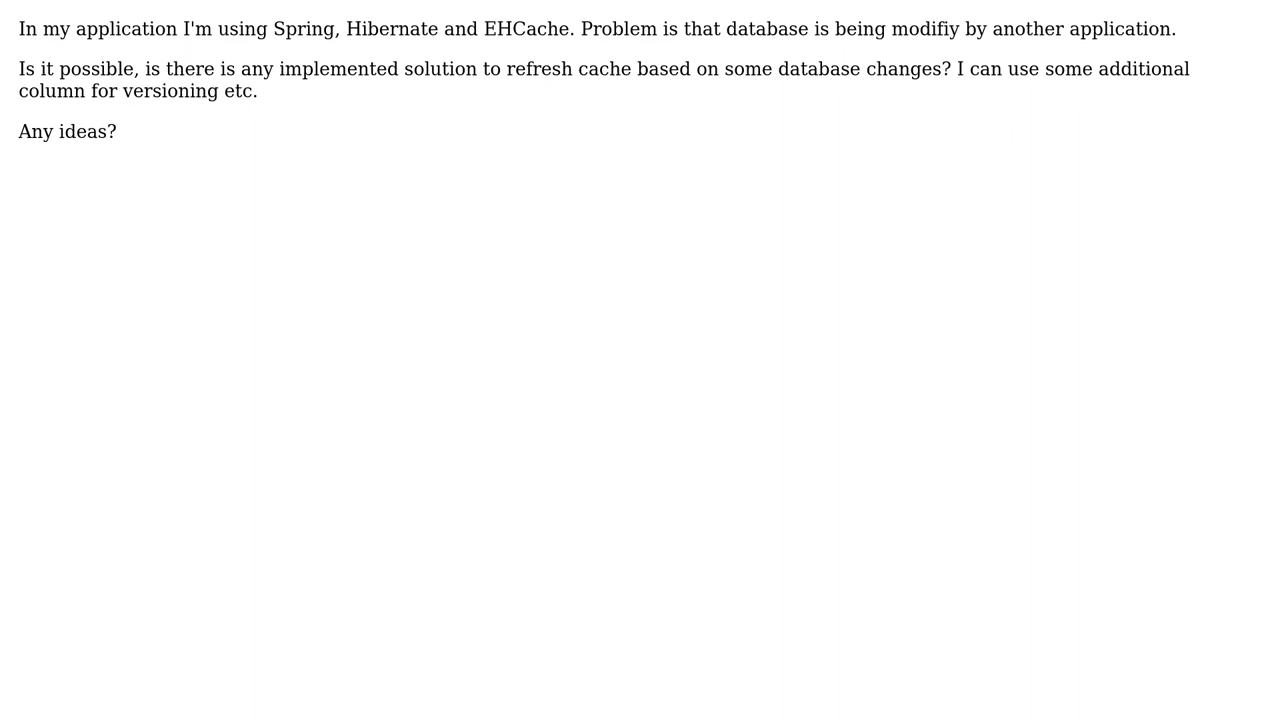 In my application I'm using Spring, Hibernate and EHCache. Problem is that database is being modifiy by another application.
Is it possible, is there is any implemented solution to refresh cache based on some database changes? I can use some additional
column for versioning etc.
Any ideas?